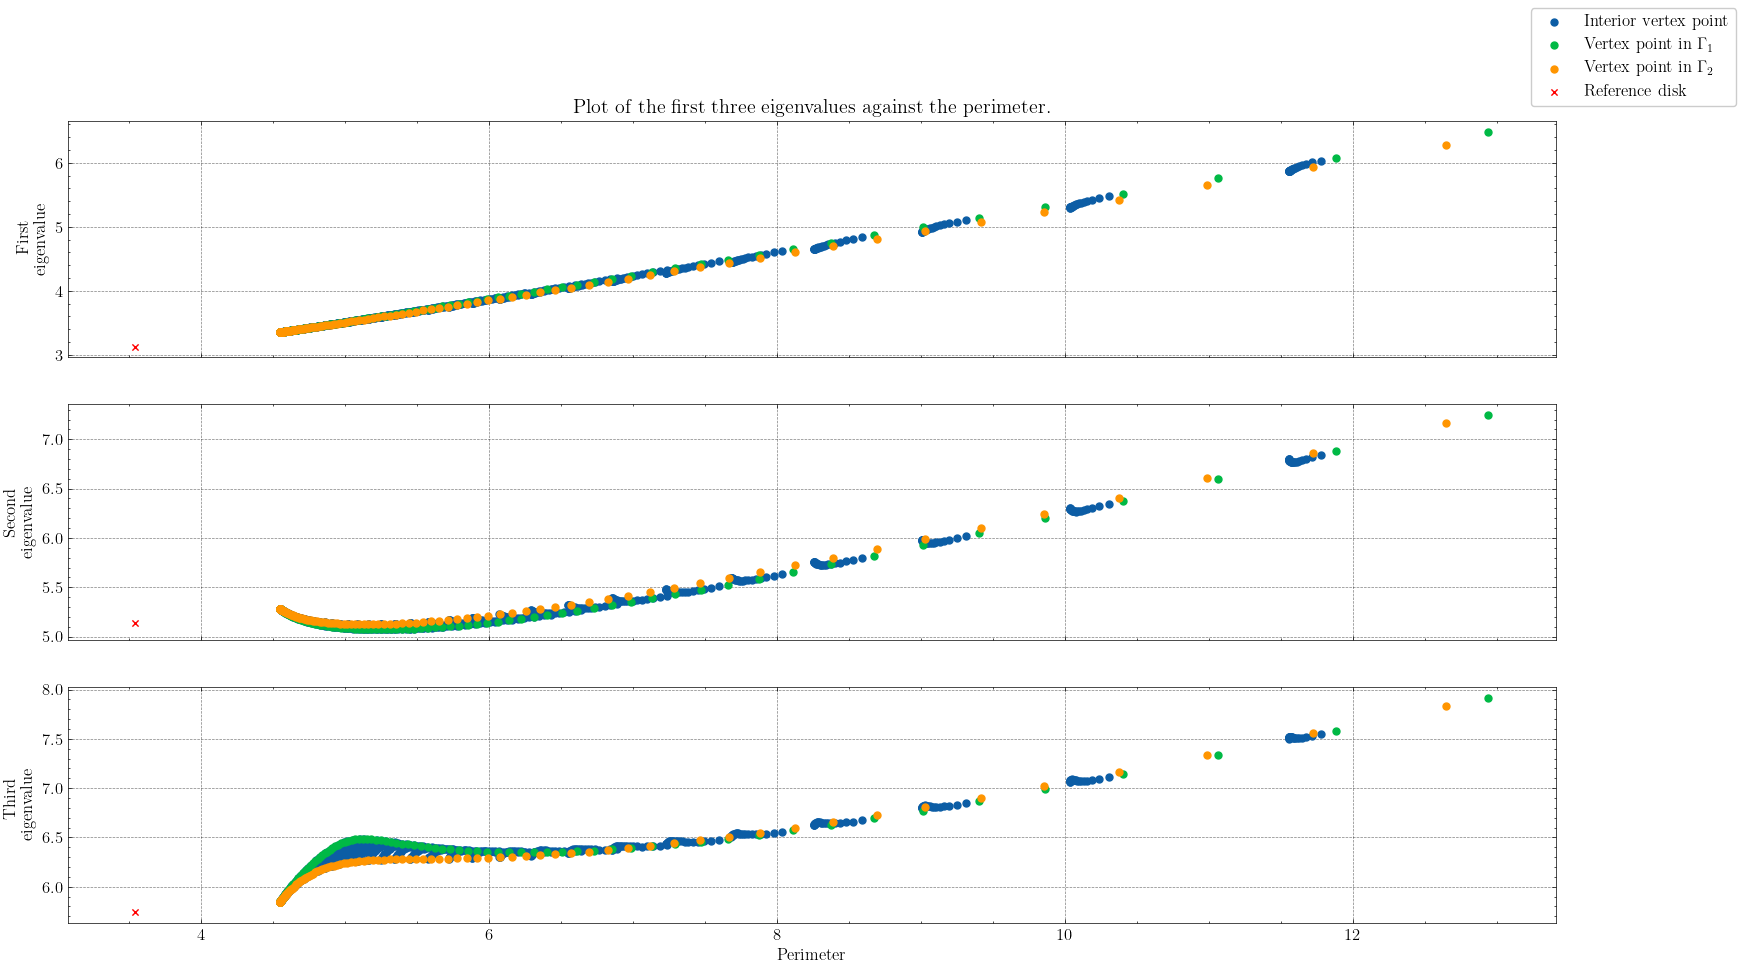 Interior vertex point
Vertex point in Γ₁
Vertex point in Γ₂
Reference disk
Plot of the first three eigenvalues against the perimeter.
First
eigenvalue
6
5
4
3
Second
eigenvalue
7.0
6.5
6.0
5.5
5.0
Third
eigenvalue
8.0
7.5
7.0
6.5
6.0
4 6 8 10 12
Perimeter